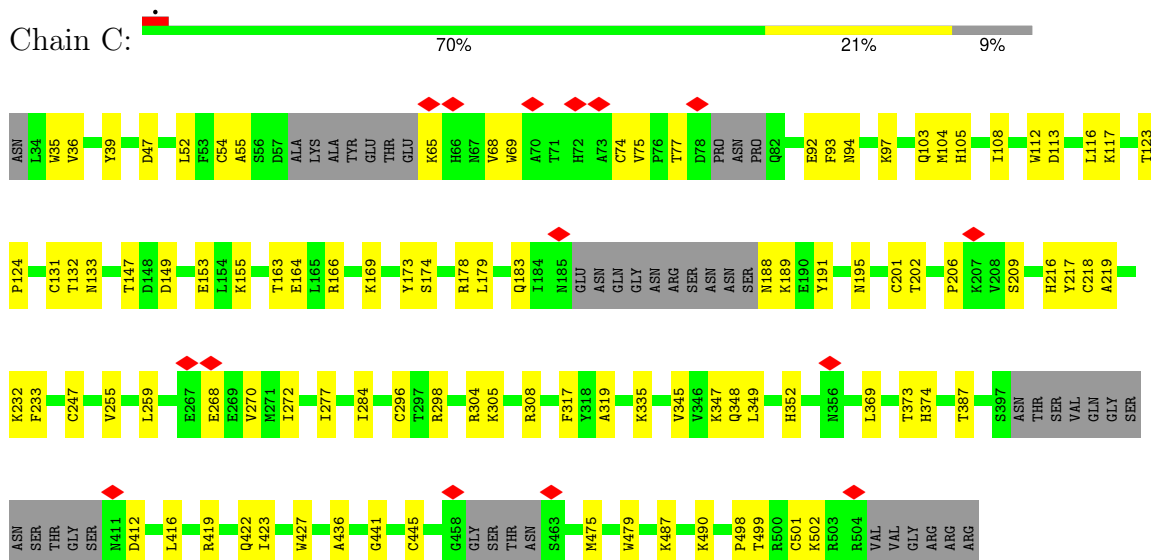 Chain C:
70% 21% 9%
ASN L34 W35 V36 Y39 D47 L52 F53 C54 A55 S56 D57 ALA LYS ALA TYR GLU THR GLU K65 H66 N67 V68 W69 A70 T71 H72 A73 C74 V75 P76 T77 D78 PRO ASN PRO Q82 E92 F93 N94 K97 Q103 M104 H105 I108 W112 D113 L116 K117 T123
P124 C131 T132 N133 T147 D148 D149 E153 L154 K155 T163 E164 L165 R166 K169 Y173 S174 R178 L179 Q183 I184 N185 GLU ASN GLN GLY ASN ARG SER ASN ASN SER N188 K189 E190 Y191 N195 C201 T202 P206 K207 V208 S209 H216 Y217 C218 A219
K232 F233 C247 V255 L259 E267 E268 E269 V270 M271 I272 I277 I284 C296 T297 R298 R304 K305 R308 F317 Y318 A319 K335 V345 V346 K347 Q348 L349 H352 N356 L369 T373 H374 T387 S397 ASN THR SER VAL GLN GLY SER
ASN SER THR GLY SER N411 D412 L416 R419 Q422 I423 W427 A436 G441 C445 G458 GLY SER THR ASN S463 M475 W479 K487 K490 P498 T499 R500 C501 K502 R503 R504 VAL VAL GLY ARG ARG ARG